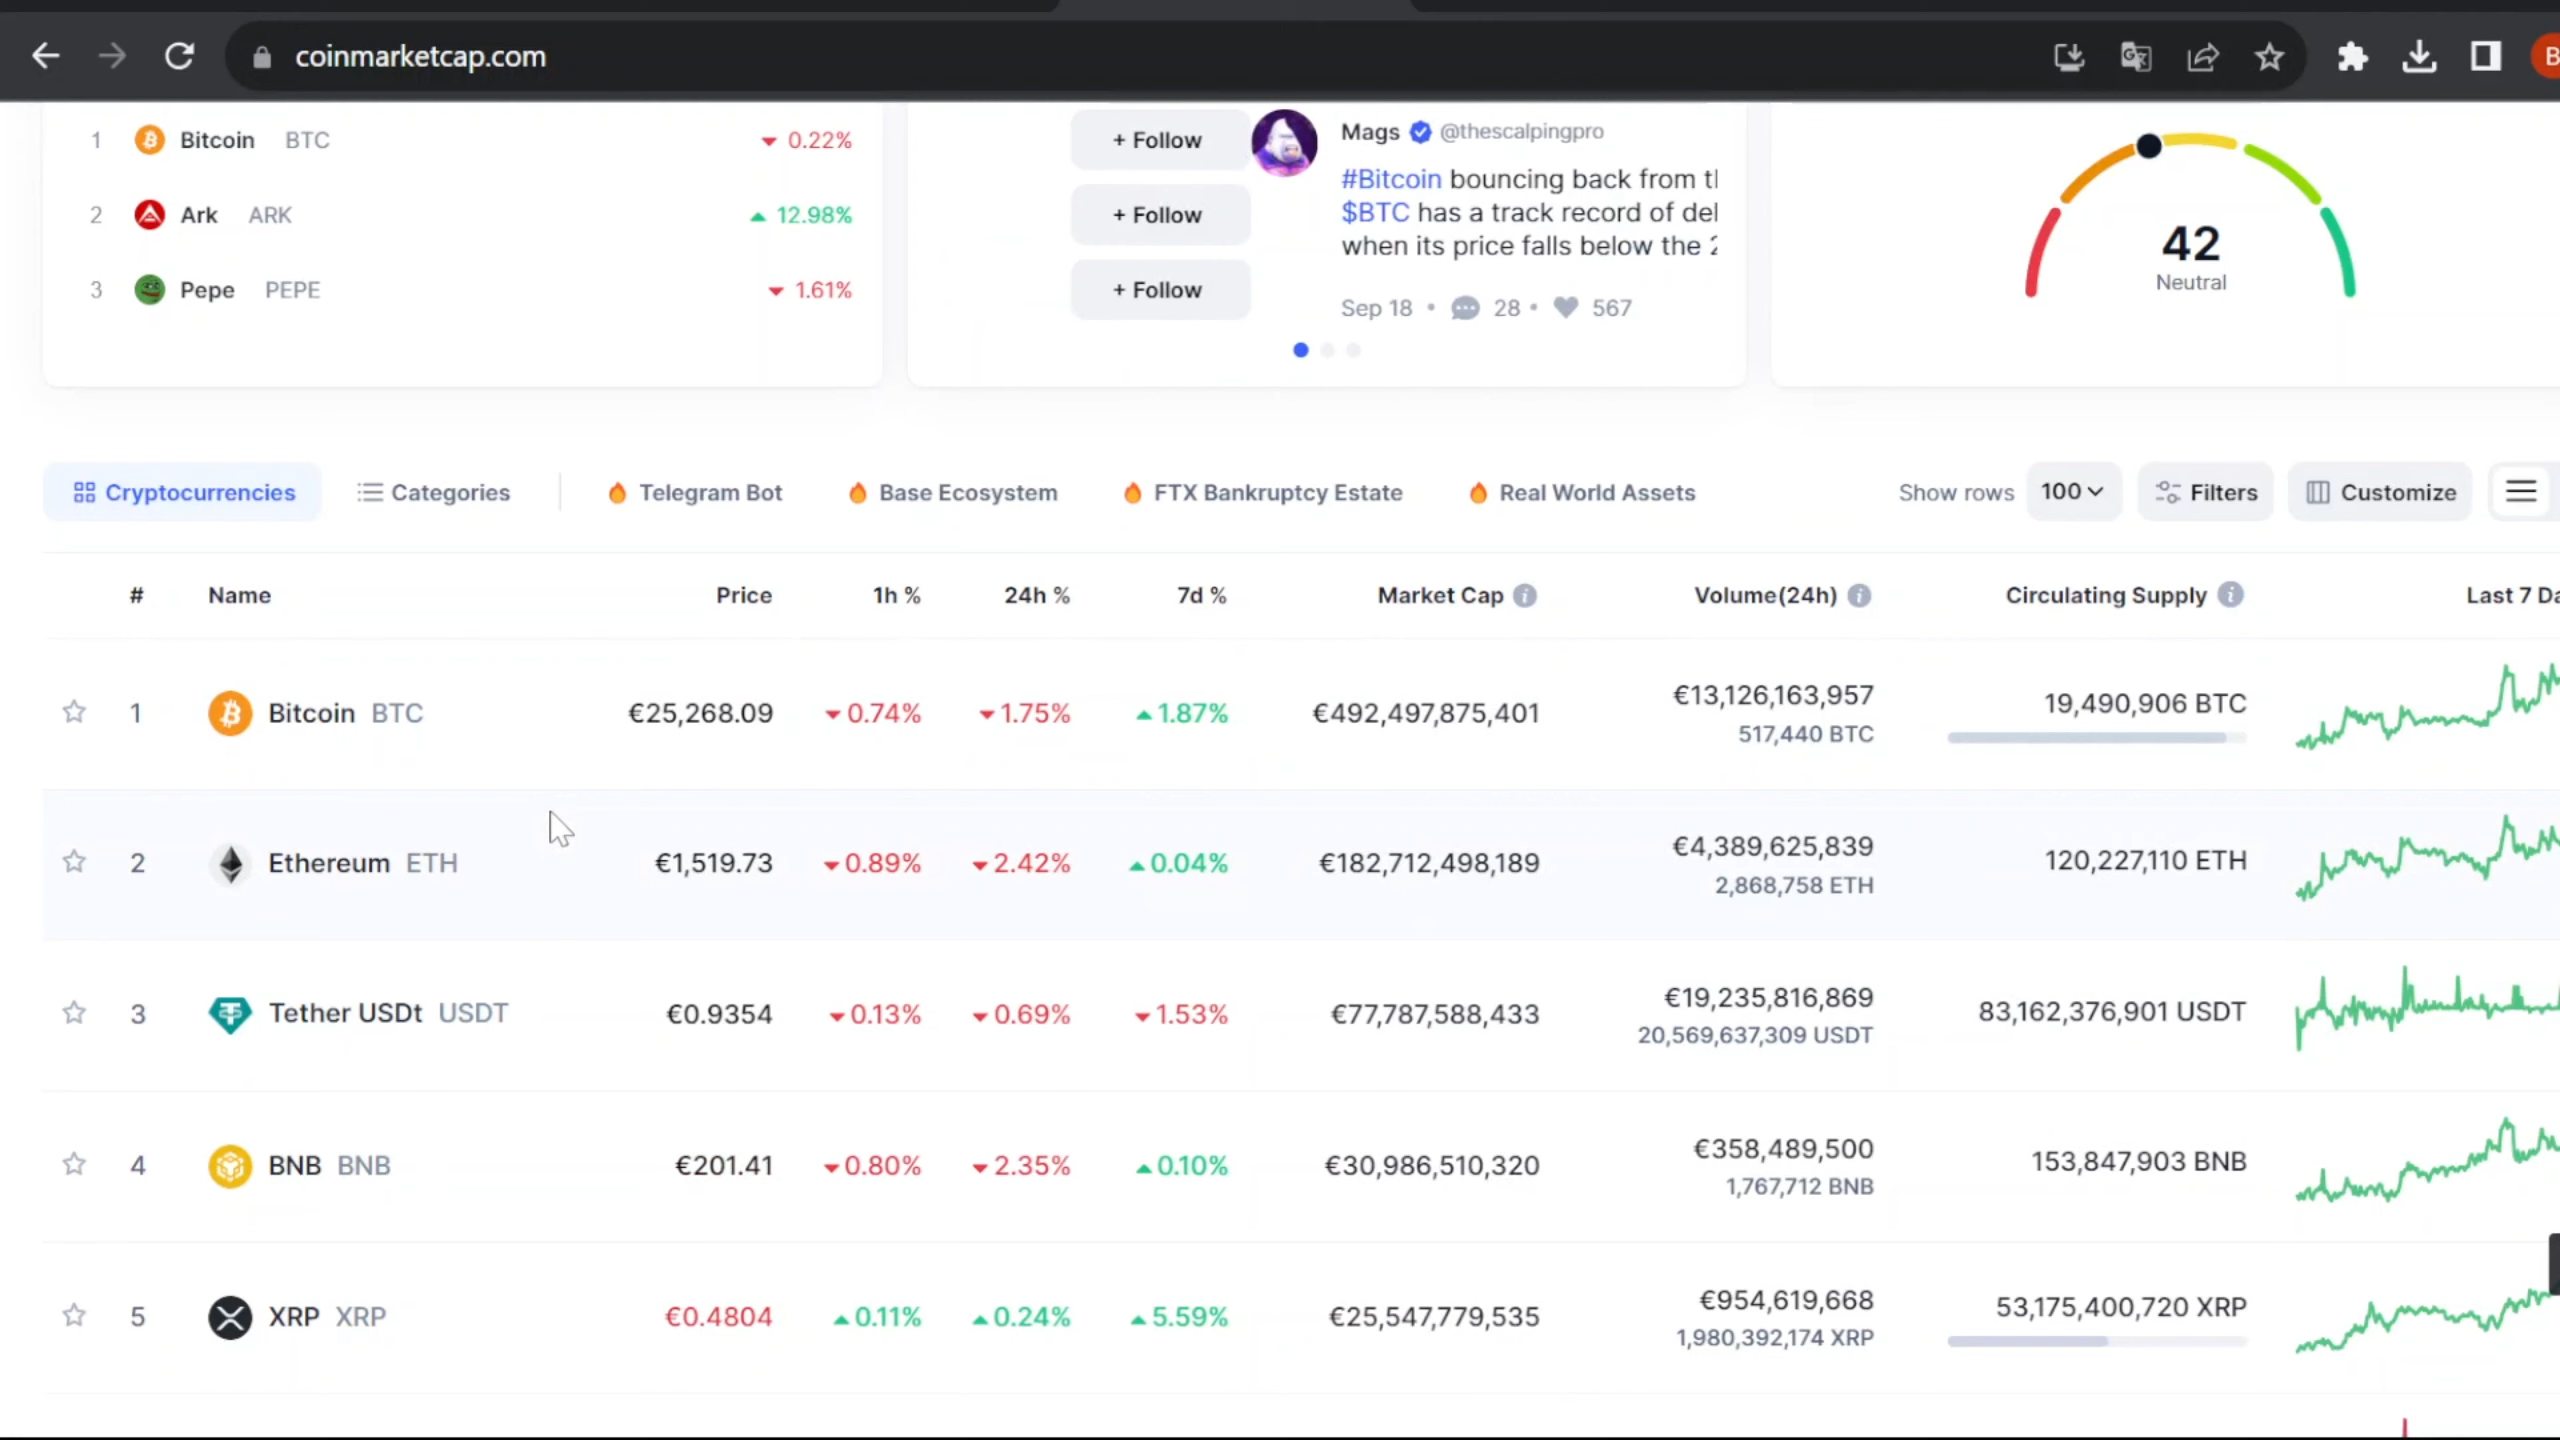 coinmarketcap.com
B
1 Bitcoin BTC 0.22%
2 Ark ARK 12.98%
3 Pepe PEPE 1.61%
+ Follow
+ Follow
+ Follow
Mags @thescalpingpro
#Bitcoin bouncing back from
$BTC has a track record of
when its price falls below the
Sep 18 • 28 • 567
42
Neutral
Cryptocurrencies Categories Telegram Bot Base Ecosystem FTX Bankruptcy Estate Real World Assets Show rows 100 Filters Customize
# Name Price 1h % 24h % 7d % Market Cap Volume(24h) Circulating Supply Last 7
1 Bitcoin BTC €25,268.09 0.74% 1.75% 1.87% €492,497,875,401 €13,126,163,957 19,490,906 BTC
517,440 BTC
2 Ethereum ETH €1,519.73 0.89% 2.42% 0.04% €182,712,498,189 €4,389,625,839 120,227,110 ETH
2,868,758 ETH
3 Tether USDt USDT €0.9354 0.13% 0.69% 1.53% €77,787,588,433 €19,235,816,869 83,162,376,901 USDT
20,569,637,309 USDT
4 BNB BNB €201.41 0.80% 2.35% 0.10% €30,986,510,320 €358,489,500 153,847,903 BNB
1,767,712 BNB
5 XRP XRP €0.4804 0.11% 0.24% 5.59% €25,547,779,535 €954,619,668 53,175,400,720 XRP
1,980,392,174 XRP